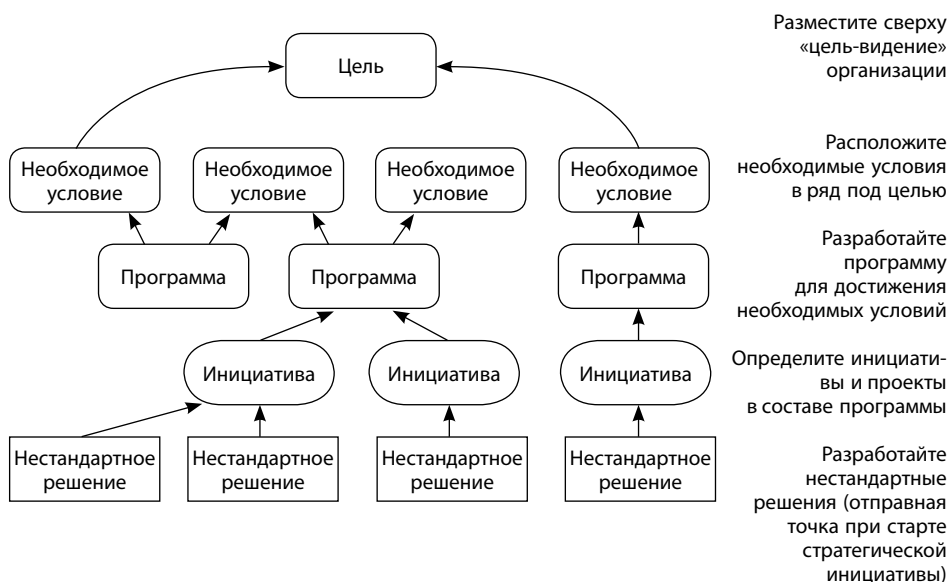 Цель
Разместите сверху
«цель-видение»
организации
Необходимое
условие
Необходимое
условие
Необходимое
условие
Необходимое
условие
Расположите
необходимые условия
в ряд под целью
Программа
Программа
Программа
Разработайте
программу
для достижения
необходимых условий
Инициатива
Инициатива
Инициатива
Определите инициати-
вы и проекты
в составе программы
Нестандартное
решение
Нестандартное
решение
Нестандартное
решение
Нестандартное
решение
Разработайте
нестандартные
решения (отправная
точка при старте
стратегической
инициативы)